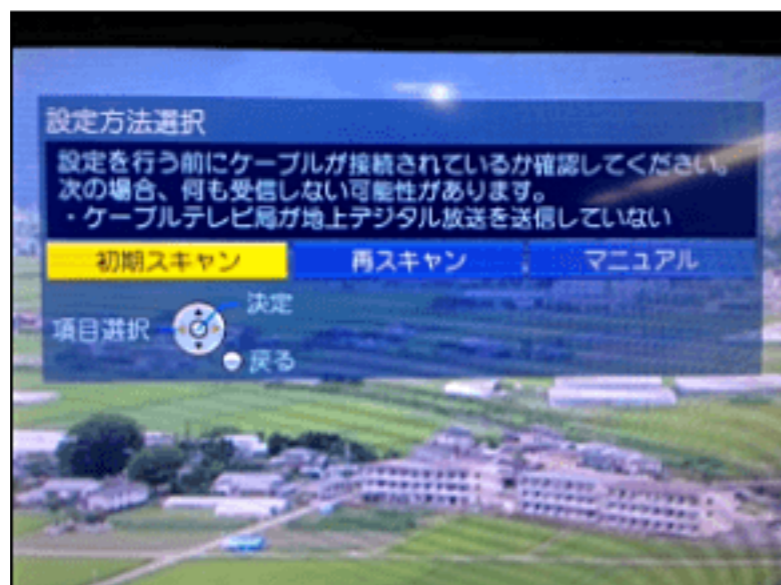 設定方法選択
設定を行う前にケーブルが接続されているか確認してください。
次の場合、何も受信しない可能性があります。
・ケーブルテレビ局が地上デジタル放送を送信していない
初期スキャン 再スキャン マニュアル
決定
項目選択
戻る